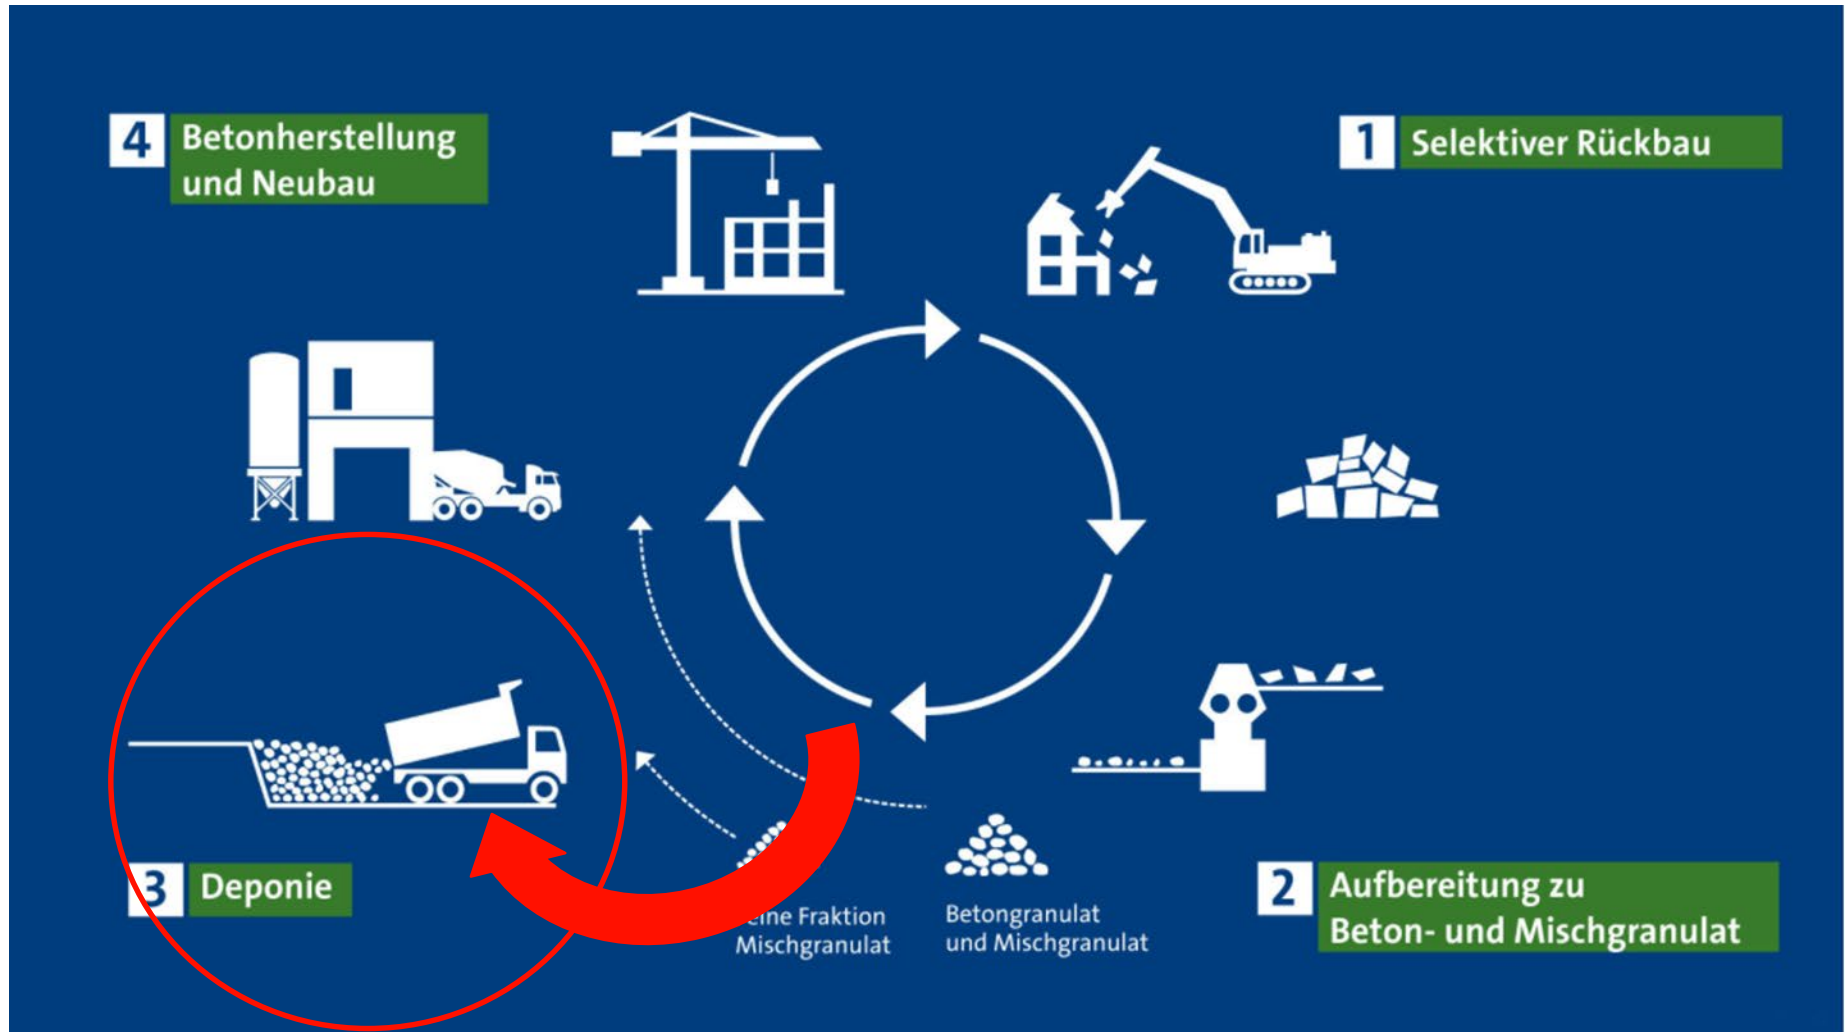 4
Betonherstellung
und Neubau
1
Selektiver Rückbau
3
Deponie
Fraktion
Mischgranulat
Betongranulat
und Mischgranulat
2
Aufbereitung zu
Beton- und Mischgranulat